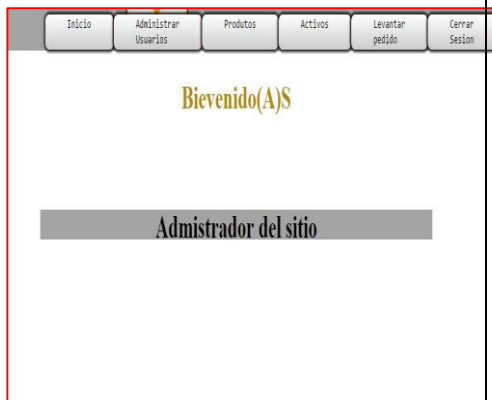 Inicio
Administrar
Usuarios
Produtos
Activos
Levantar
pedido
Cerrar
Sesion
Bievenido(A)S
Admistrador del sitio